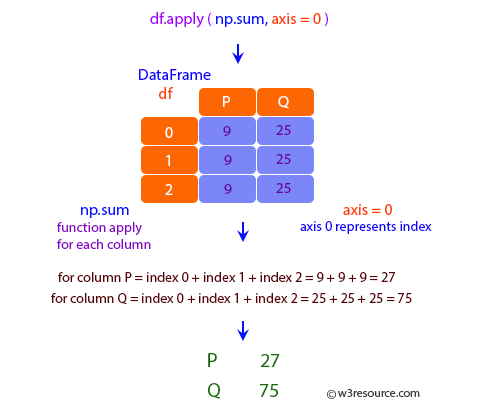 df.apply ( np.sum, axis = 0 )
DataFrame
df
P Q
0 9 25
1 9 25
2 9 25
np.sum
function apply
for each column
axis = 0
axis 0 represents index
for column P = index 0 + index 1 + index 2 = 9 + 9 + 9 = 27
for column Q = index 0 + index 1 + index 2 = 25 + 25 + 25 = 75
P 27
Q 75
© w3resource.com